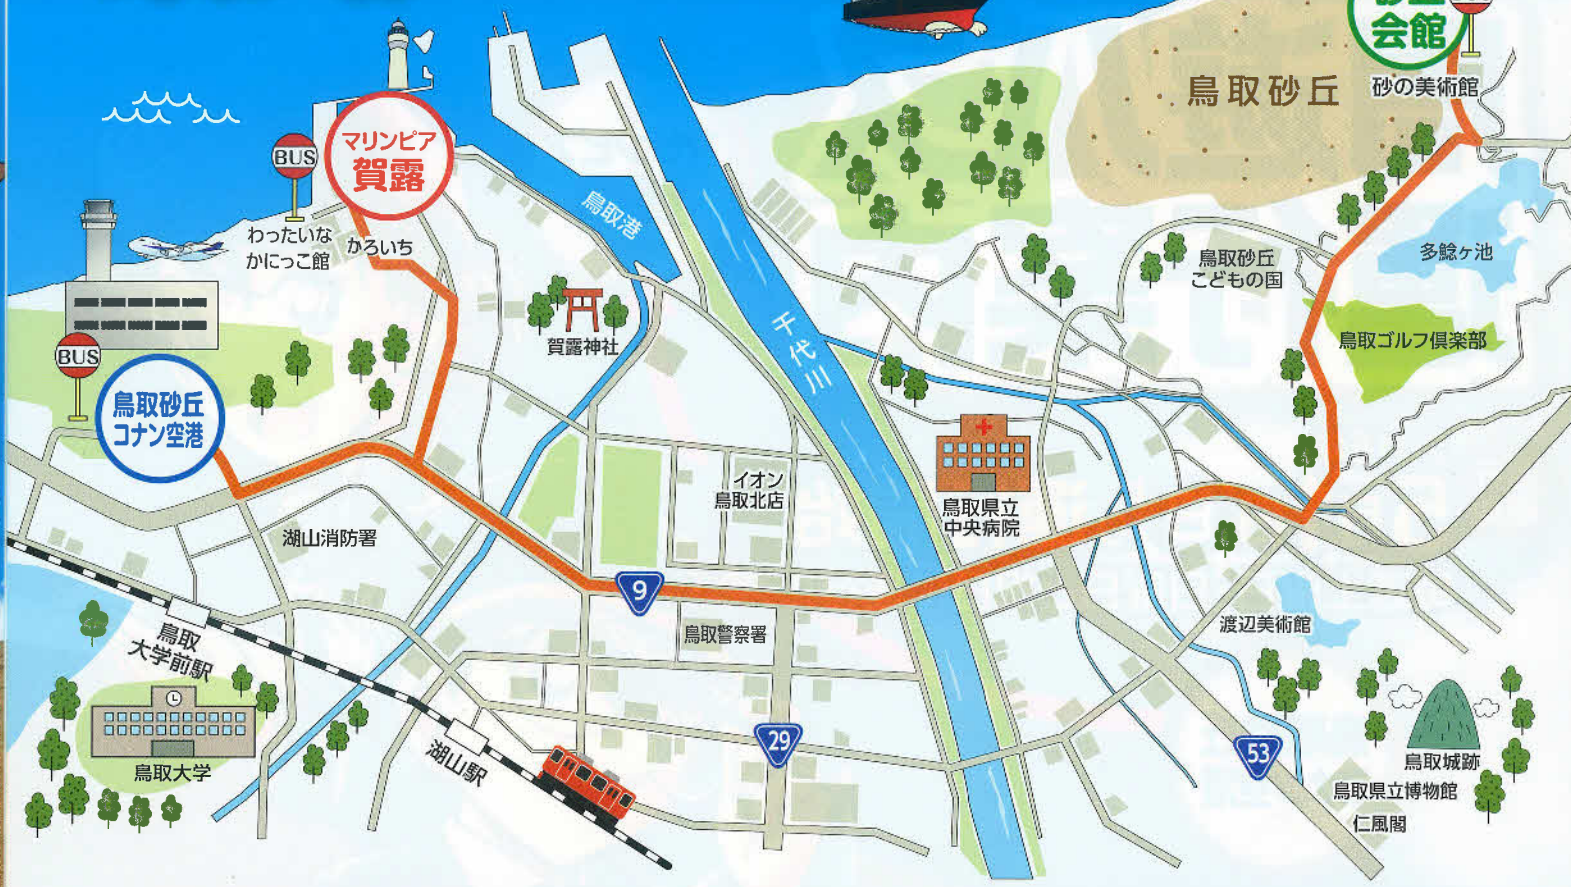 砂丘
会館
砂の美術館
鳥取砂丘
マリンピア
賀露
BUS
わったいな
かにっこ館
かろいち
鳥取港
千代川
鳥取砂丘
こどもの国
多鯰ヶ池
鳥取ゴルフ倶楽部
賀露神社
BUS
鳥取砂丘
コナン空港
イオン
鳥取北店
鳥取県立
中央病院
湖山消防署
9
鳥取警察署
渡辺美術館
鳥取
大学前駅
鳥取大学
湖山駅
29
53
鳥取城跡
鳥取県立博物館
仁風閣